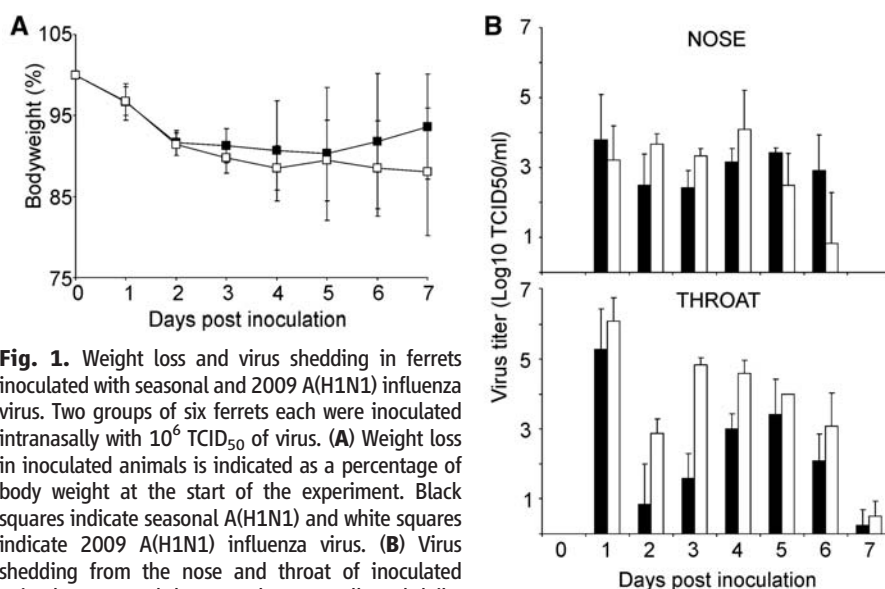 A
105
95
85
75
Bodyweight (%)
0 1 2 3 4 5 6 7
Days post inoculation
Fig. 1. Weight loss and virus shedding in ferrets
inoculated with seasonal and 2009 A(H1N1) influenza
virus. Two groups of six ferrets each were inoculated
intranasally with 10⁶ TCID₅₀ of virus. (A) Weight loss
in inoculated animals is indicated as a percentage of
body weight at the start of the experiment. Black
squares indicate seasonal A(H1N1) and white squares
indicate 2009 A(H1N1) influenza virus. (B) Virus
shedding from the nose and throat of inoculated
B
NOSE
7
5
3
1
Virus titer (Log10 TCID50/ml)
THROAT
7
5
3
1
0 1 2 3 4 5 6 7
Days post inoculation